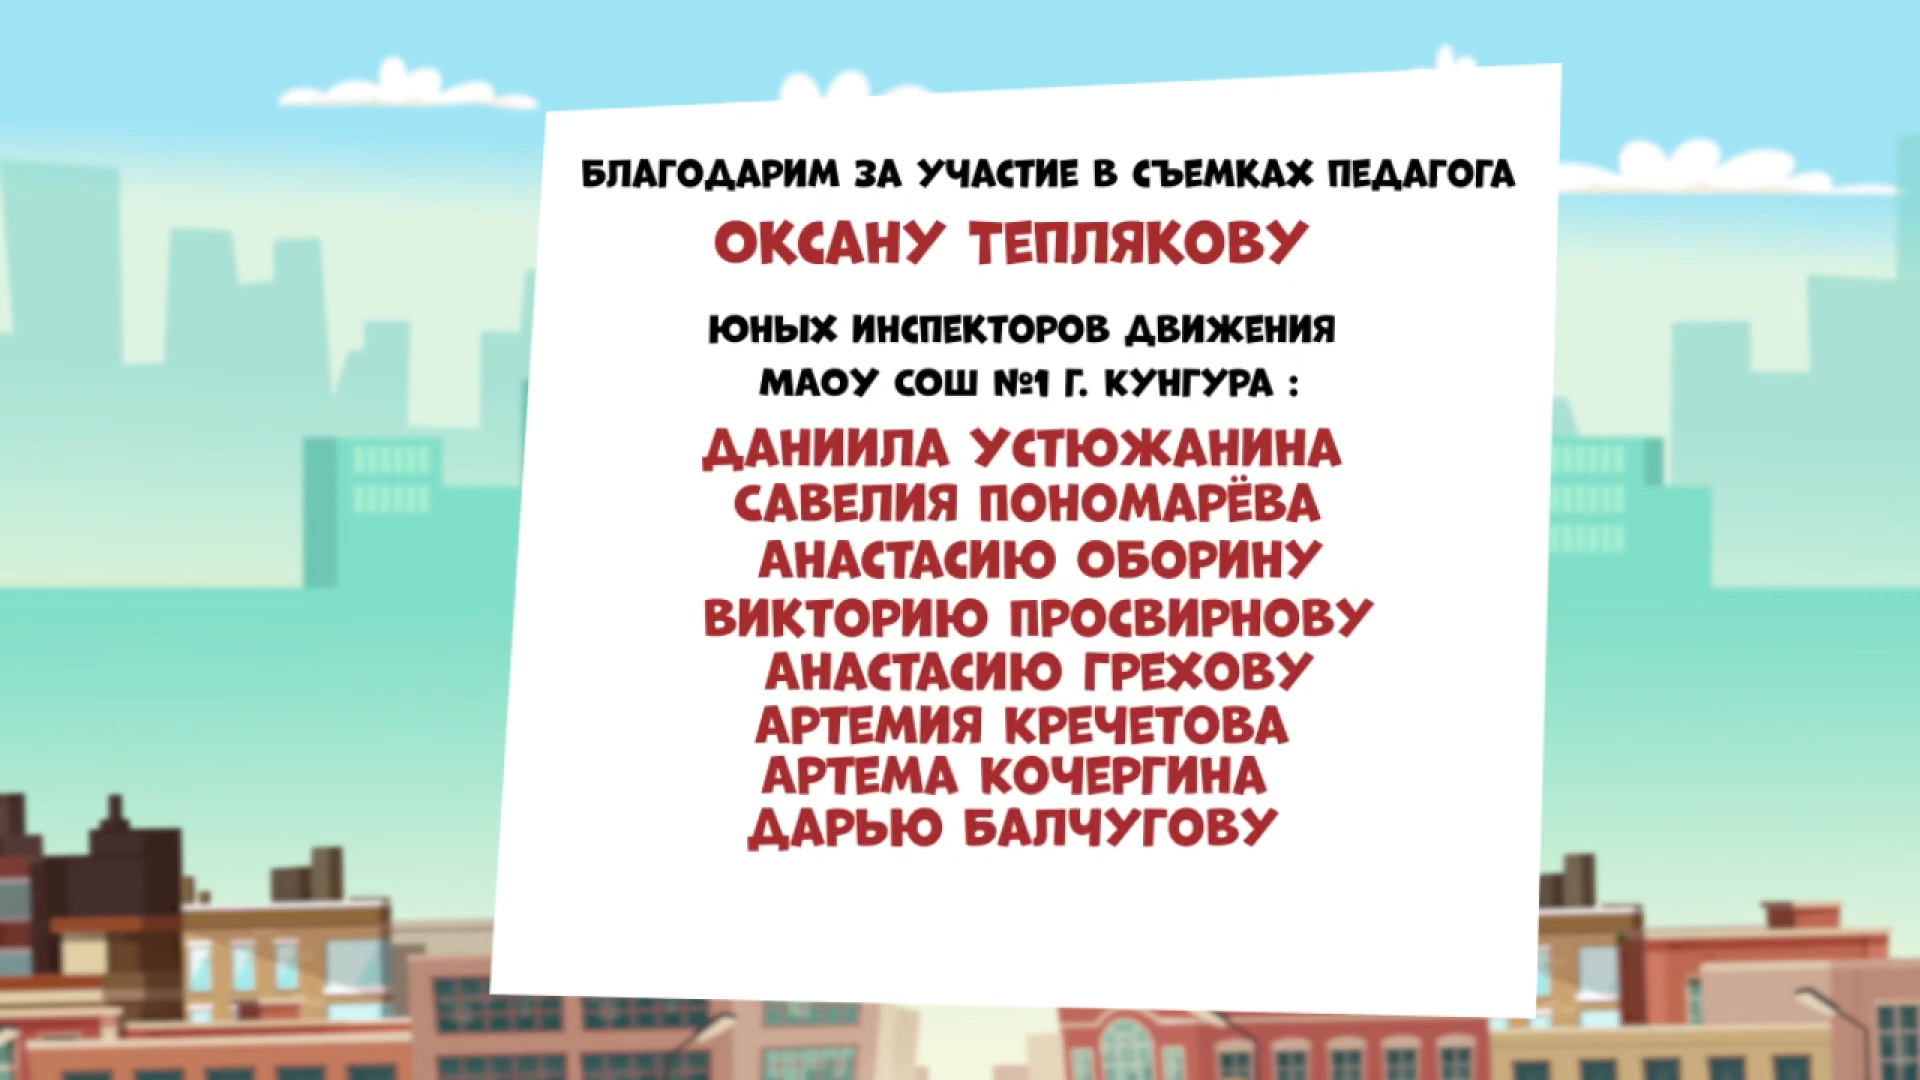 БЛАГОДАРИМ ЗА УЧАСТИЕ В СЪЕМКАХ ПЕДАГОГА
ОКСАНУ ТЕПЛЯКОВУ
ЮНЫХ ИНСПЕКТОРОВ ДВИЖЕНИЯ
МАОУ СОШ №1 Г. КУНГУРА :
ДАНИИЛА УСТЮЖАНИНА
САВЕЛИЯ ПОНОМАРЁВА
АНАСТАСИЮ ОБОРИНУ
ВИКТОРИЮ ПРОСВИРНОВУ
АНАСТАСИЮ ГРЕХОВУ
АРТЕМИЯ КРЕЧЕТОВА
АРТЕМА КОЧЕРГИНА
ДАРЬЮ БАЛЧУГОВУ